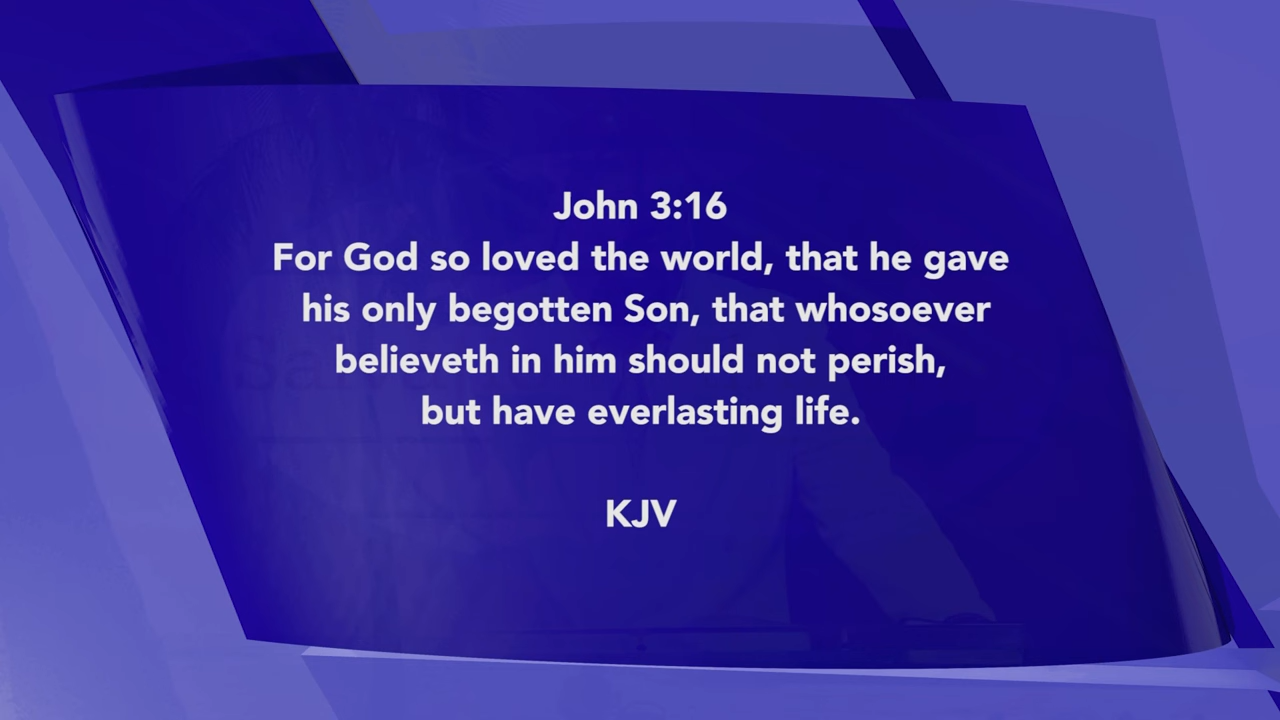 John 3:16
For God so loved the world, that he gave
his only begotten Son, that whosoever
believeth in him should not perish,
but have everlasting life.
KJV